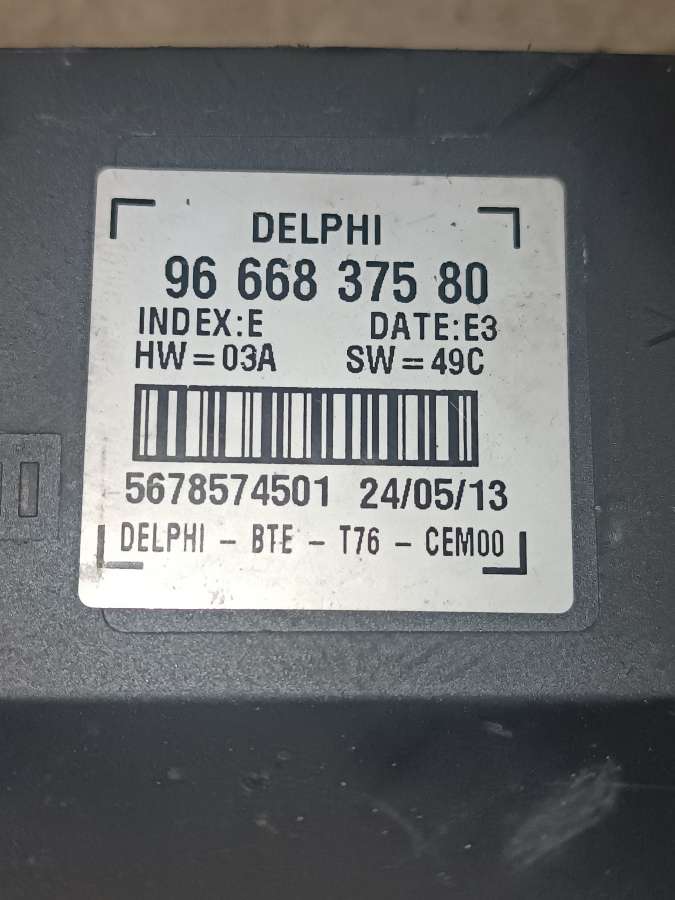 DELPHI
96 668 375 80
INDEX:E DATE:E3
HW=03A SW=49C
5678574501 24/05/13
DELPHI - BTE - T76 - CEM00